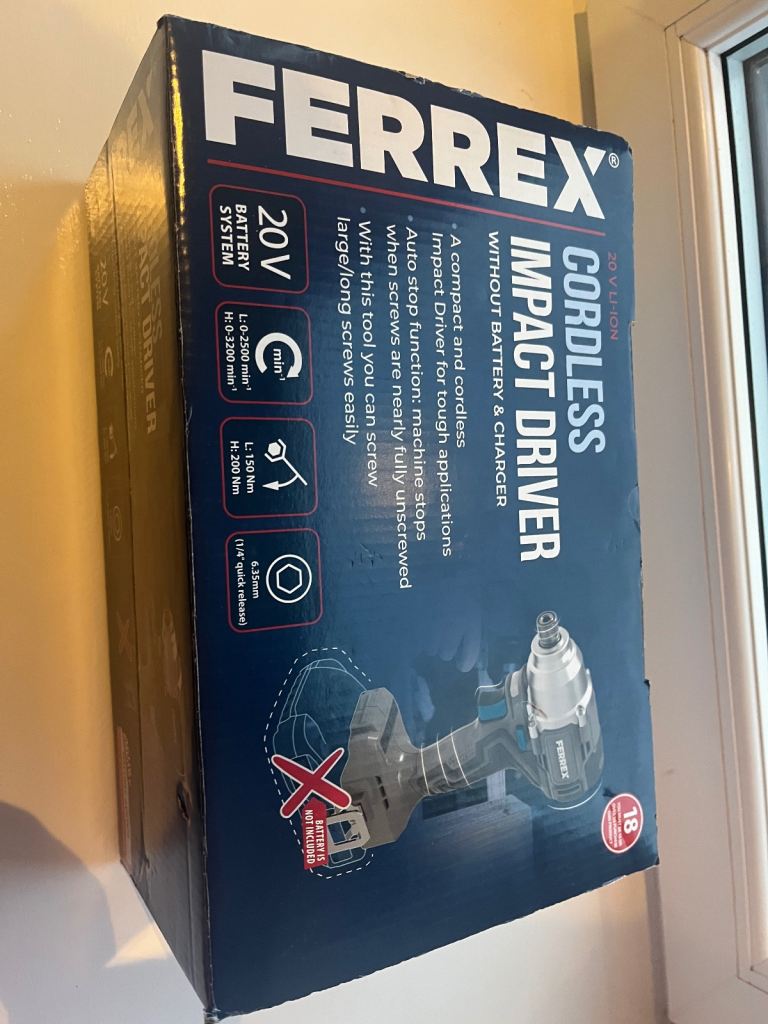 FERREX®
20 V LI-ION
CORDLESS
IMPACT DRIVER
WITHOUT BATTERY & CHARGER
• A compact and cordless
Impact Driver for tough applications
• Auto stop function: machine stops
when screws are nearly fully unscrewed
• With this tool you can screw
large/long screws easily
20 V
BATTERY
SYSTEM
min⁻¹
L: 0-2500 min⁻¹
H: 0-3200 min⁻¹
L: 150 Nm
H: 200 Nm
6.35mm
(1/4" quick release)
FERREX
BATTERY IS
NOT INCLUDED
18
20V
DRIVER